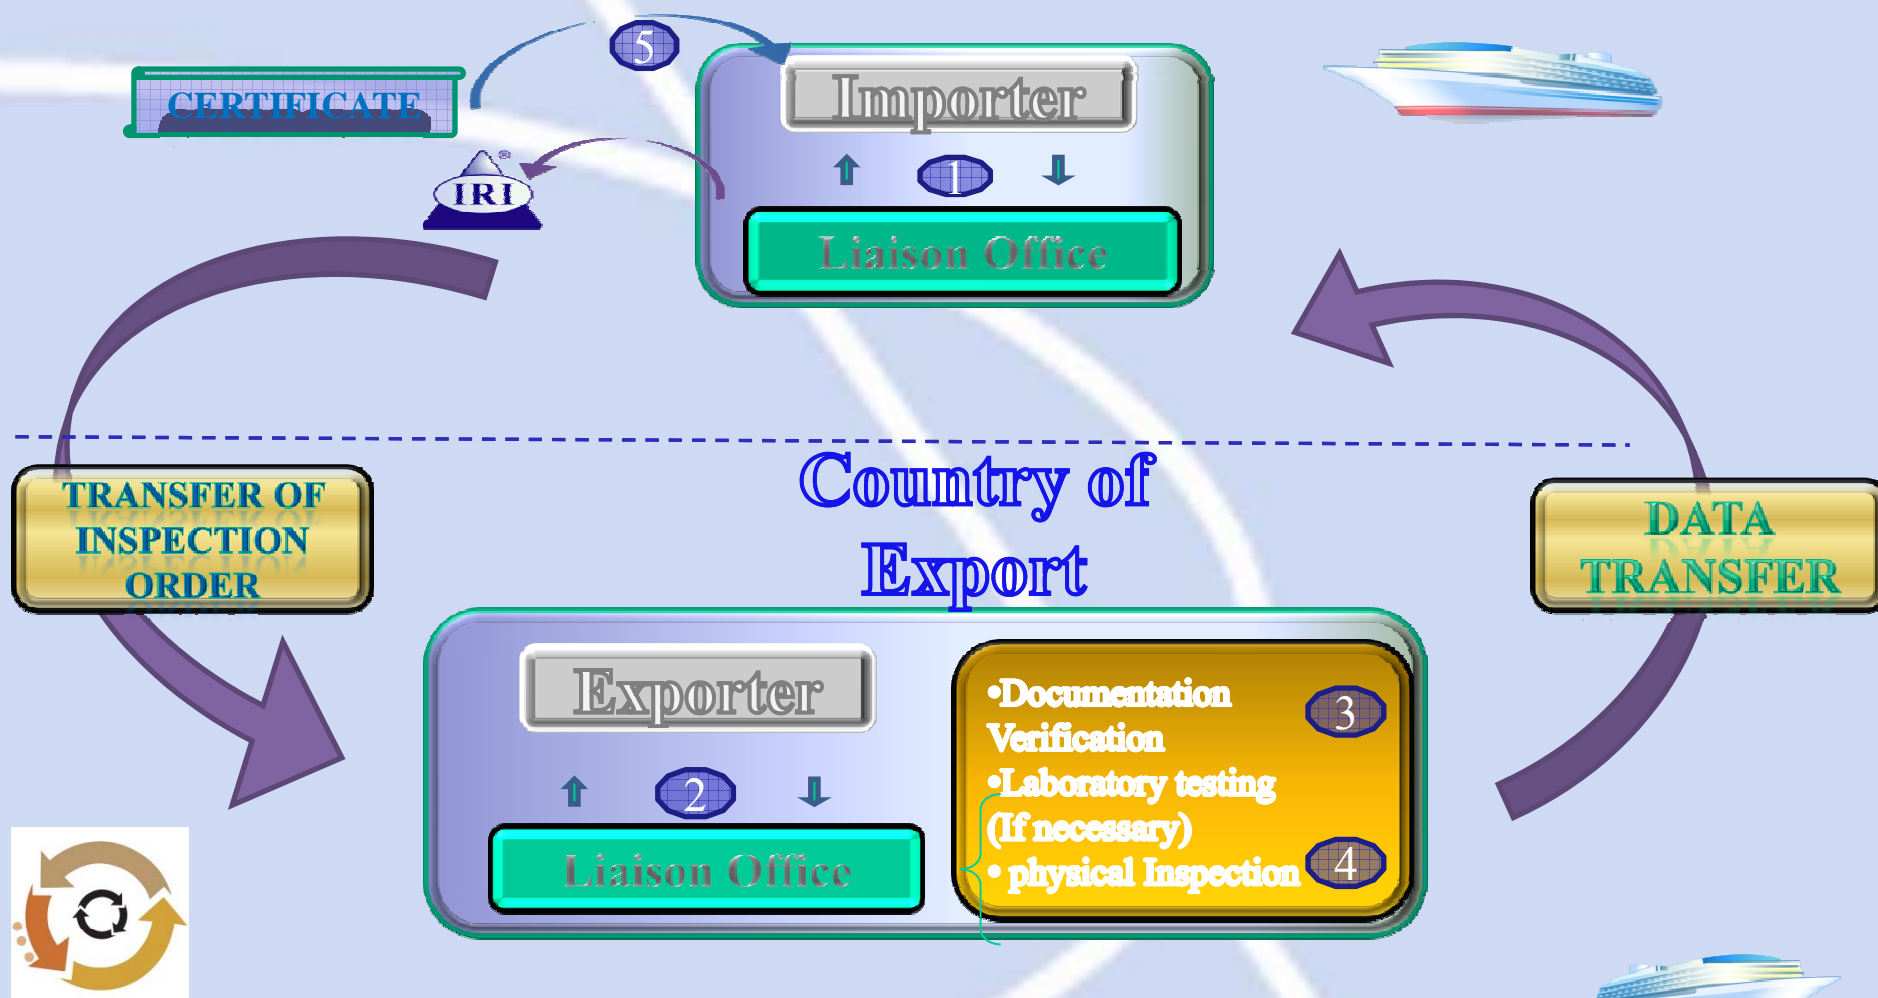 5
CERTIFICATE
Importer
®
IRI
1
Liaison Office
Country of
Export
TRANSFER OF
INSPECTION
ORDER
DATA
TRANSFER
Exporter
2
Liaison Office
•Documentation
Verification
3
•Laboratory testing
(If necessary)
• physical Inspection
4